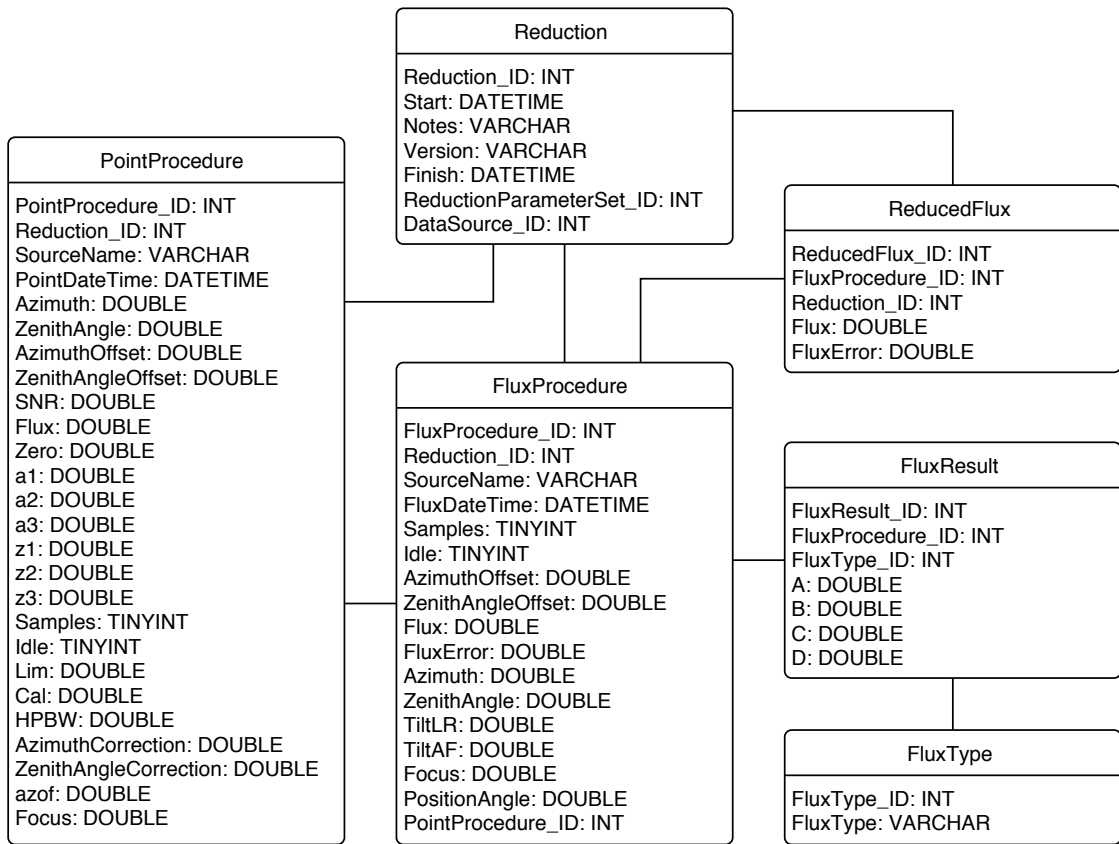 Reduction
Reduction_ID: INT
Start: DATETIME
Notes: VARCHAR
Version: VARCHAR
Finish: DATETIME
ReductionParameterSet_ID: INT
DataSource_ID: INT
PointProcedure
PointProcedure_ID: INT
Reduction_ID: INT
SourceName: VARCHAR
PointDateTime: DATETIME
Azimuth: DOUBLE
ZenithAngle: DOUBLE
AzimuthOffset: DOUBLE
ZenithAngleOffset: DOUBLE
SNR: DOUBLE
Flux: DOUBLE
Zero: DOUBLE
a1: DOUBLE
a2: DOUBLE
a3: DOUBLE
z1: DOUBLE
z2: DOUBLE
z3: DOUBLE
Samples: TINYINT
Idle: TINYINT
Lim: DOUBLE
Cal: DOUBLE
HPBW: DOUBLE
AzimuthCorrection: DOUBLE
ZenithAngleCorrection: DOUBLE
azof: DOUBLE
Focus: DOUBLE
FluxProcedure
FluxProcedure_ID: INT
Reduction_ID: INT
SourceName: VARCHAR
FluxDateTime: DATETIME
Samples: TINYINT
Idle: TINYINT
AzimuthOffset: DOUBLE
ZenithAngleOffset: DOUBLE
Flux: DOUBLE
FluxError: DOUBLE
Azimuth: DOUBLE
ZenithAngle: DOUBLE
TiltLR: DOUBLE
TiltAF: DOUBLE
Focus: DOUBLE
PositionAngle: DOUBLE
PointProcedure_ID: INT
ReducedFlux
ReducedFlux_ID: INT
FluxProcedure_ID: INT
Reduction_ID: INT
Flux: DOUBLE
FluxError: DOUBLE
FluxResult
FluxResult_ID: INT
FluxProcedure_ID: INT
FluxType_ID: INT
A: DOUBLE
B: DOUBLE
C: DOUBLE
D: DOUBLE
FluxType
FluxType_ID: INT
FluxType: VARCHAR